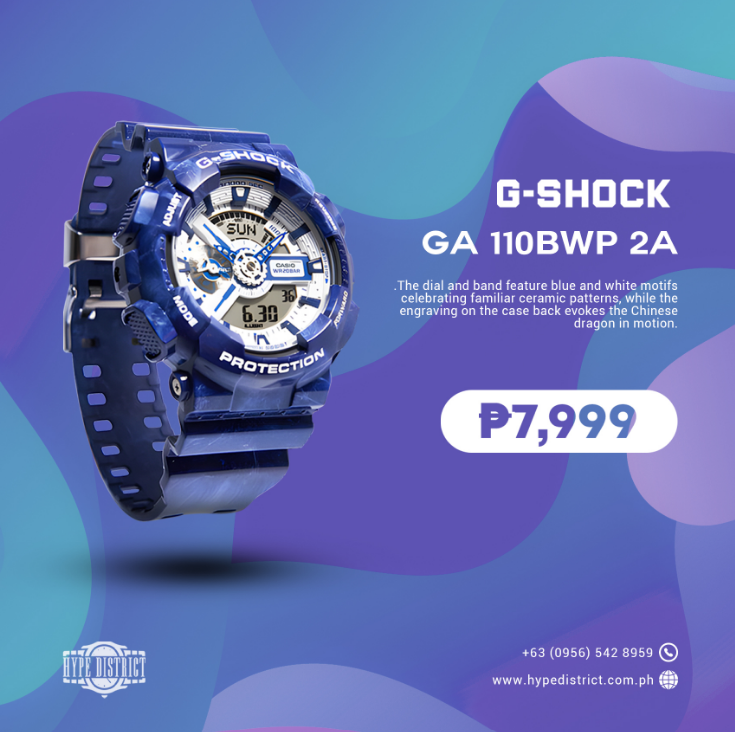 G-SHOCK
GA 110BWP 2A
.The dial and band feature blue and white motifs
celebrating familiar ceramic patterns, while the
engraving on the case back evokes the Chinese
dragon in motion.
₱7,999
G-SHOCK
ADJUST
SUN
CASIO
WR20BAR
36
6.30
MODE
FORWARD
PROTECTION
HYPE DISTRICT
+63 (0956) 542 8959
www.hypedistrict.com.ph